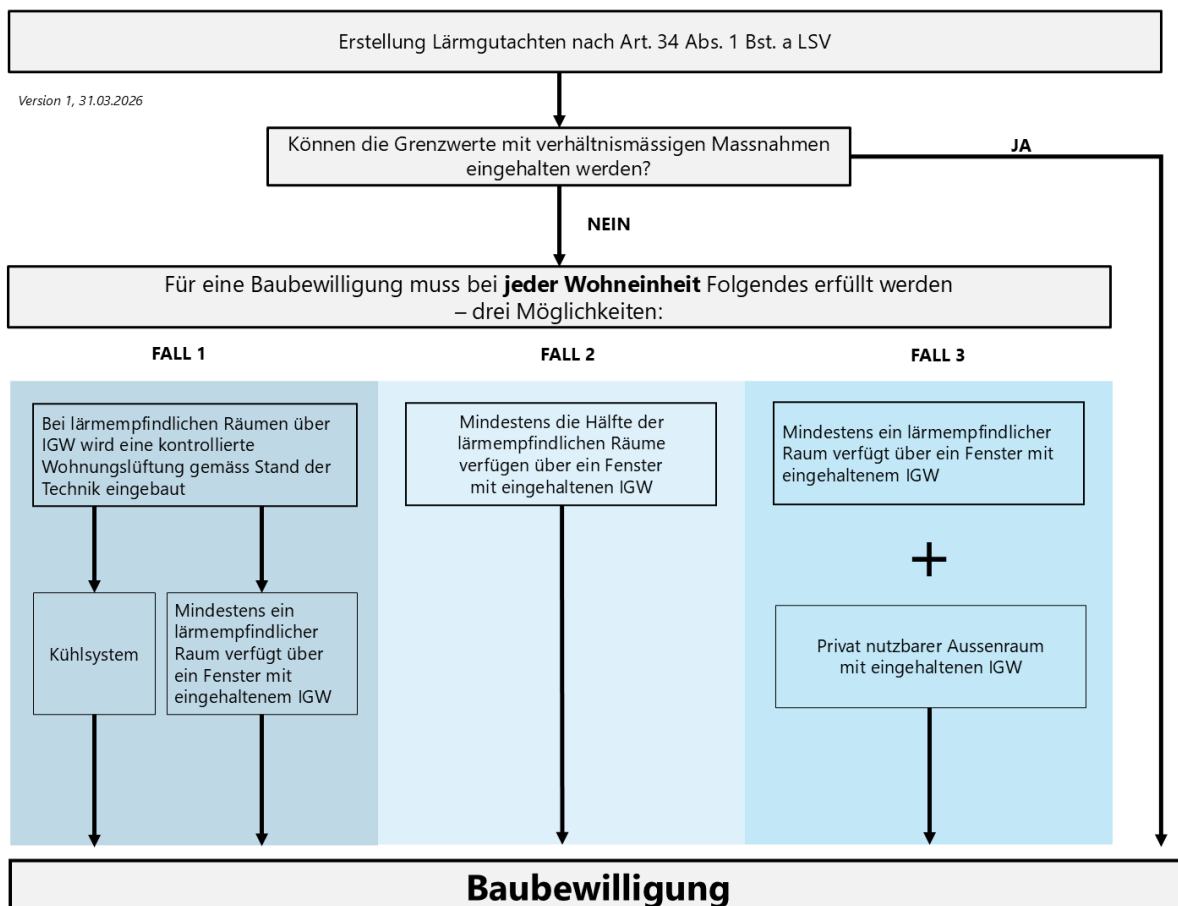 Erstellung Lärmgutachten nach Art. 34 Abs. 1 Bst. a LSV
Version 1, 31.03.2026
Können die Grenzwerte mit verhältnismässigen Massnahmen
eingehalten werden?
JA
NEIN
Für eine Baubewilligung muss bei jeder Wohneinheit Folgendes erfüllt werden
– drei Möglichkeiten:
FALL 1
FALL 2
FALL 3
Bei lärmempfindlichen Räumen über
IGW wird eine kontrollierte
Wohnungslüftung gemäss Stand der
Technik eingebaut
Kühlsystem
Mindestens ein
lärmempfindlicher
Raum verfügt über
ein Fenster mit
eingehaltenem IGW
Mindestens die Hälfte der
lärmempfindlichen Räume
verfügen über ein Fenster
mit eingehaltenen IGW
Mindestens ein lärmempfindlicher
Raum verfügt über ein Fenster mit
eingehaltenem IGW
+
Privat nutzbarer Aussenraum
mit eingehaltenen IGW
Baubewilligung